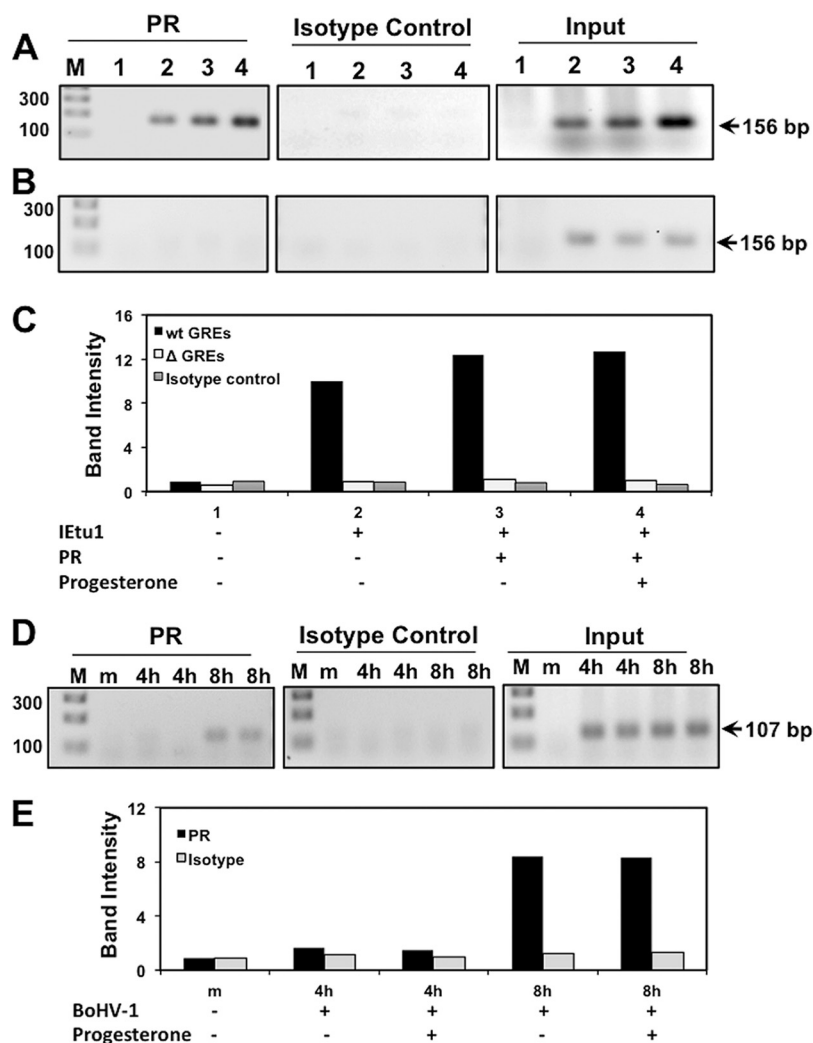 A
PR
Isotype Control
Input
M 1 2 3 4
1 2 3 4
1 2 3 4
300
100
156 bp
B
300
100
156 bp
C
Band Intensity
16
12
8
4
0
wt GREs
Δ GREs
Isotype control
1 2 3 4
IEtu1 - + + +
PR - - + +
Progesterone - - - +
D
PR
Isotype Control
Input
M m 4h 4h 8h 8h
M m 4h 4h 8h 8h
M m 4h 4h 8h 8h
300
100
107 bp
E
Band Intensity
12
8
4
0
PR
Isotype
m 4h 4h 8h 8h
BoHV-1 - + + + +
Progesterone - - + - +